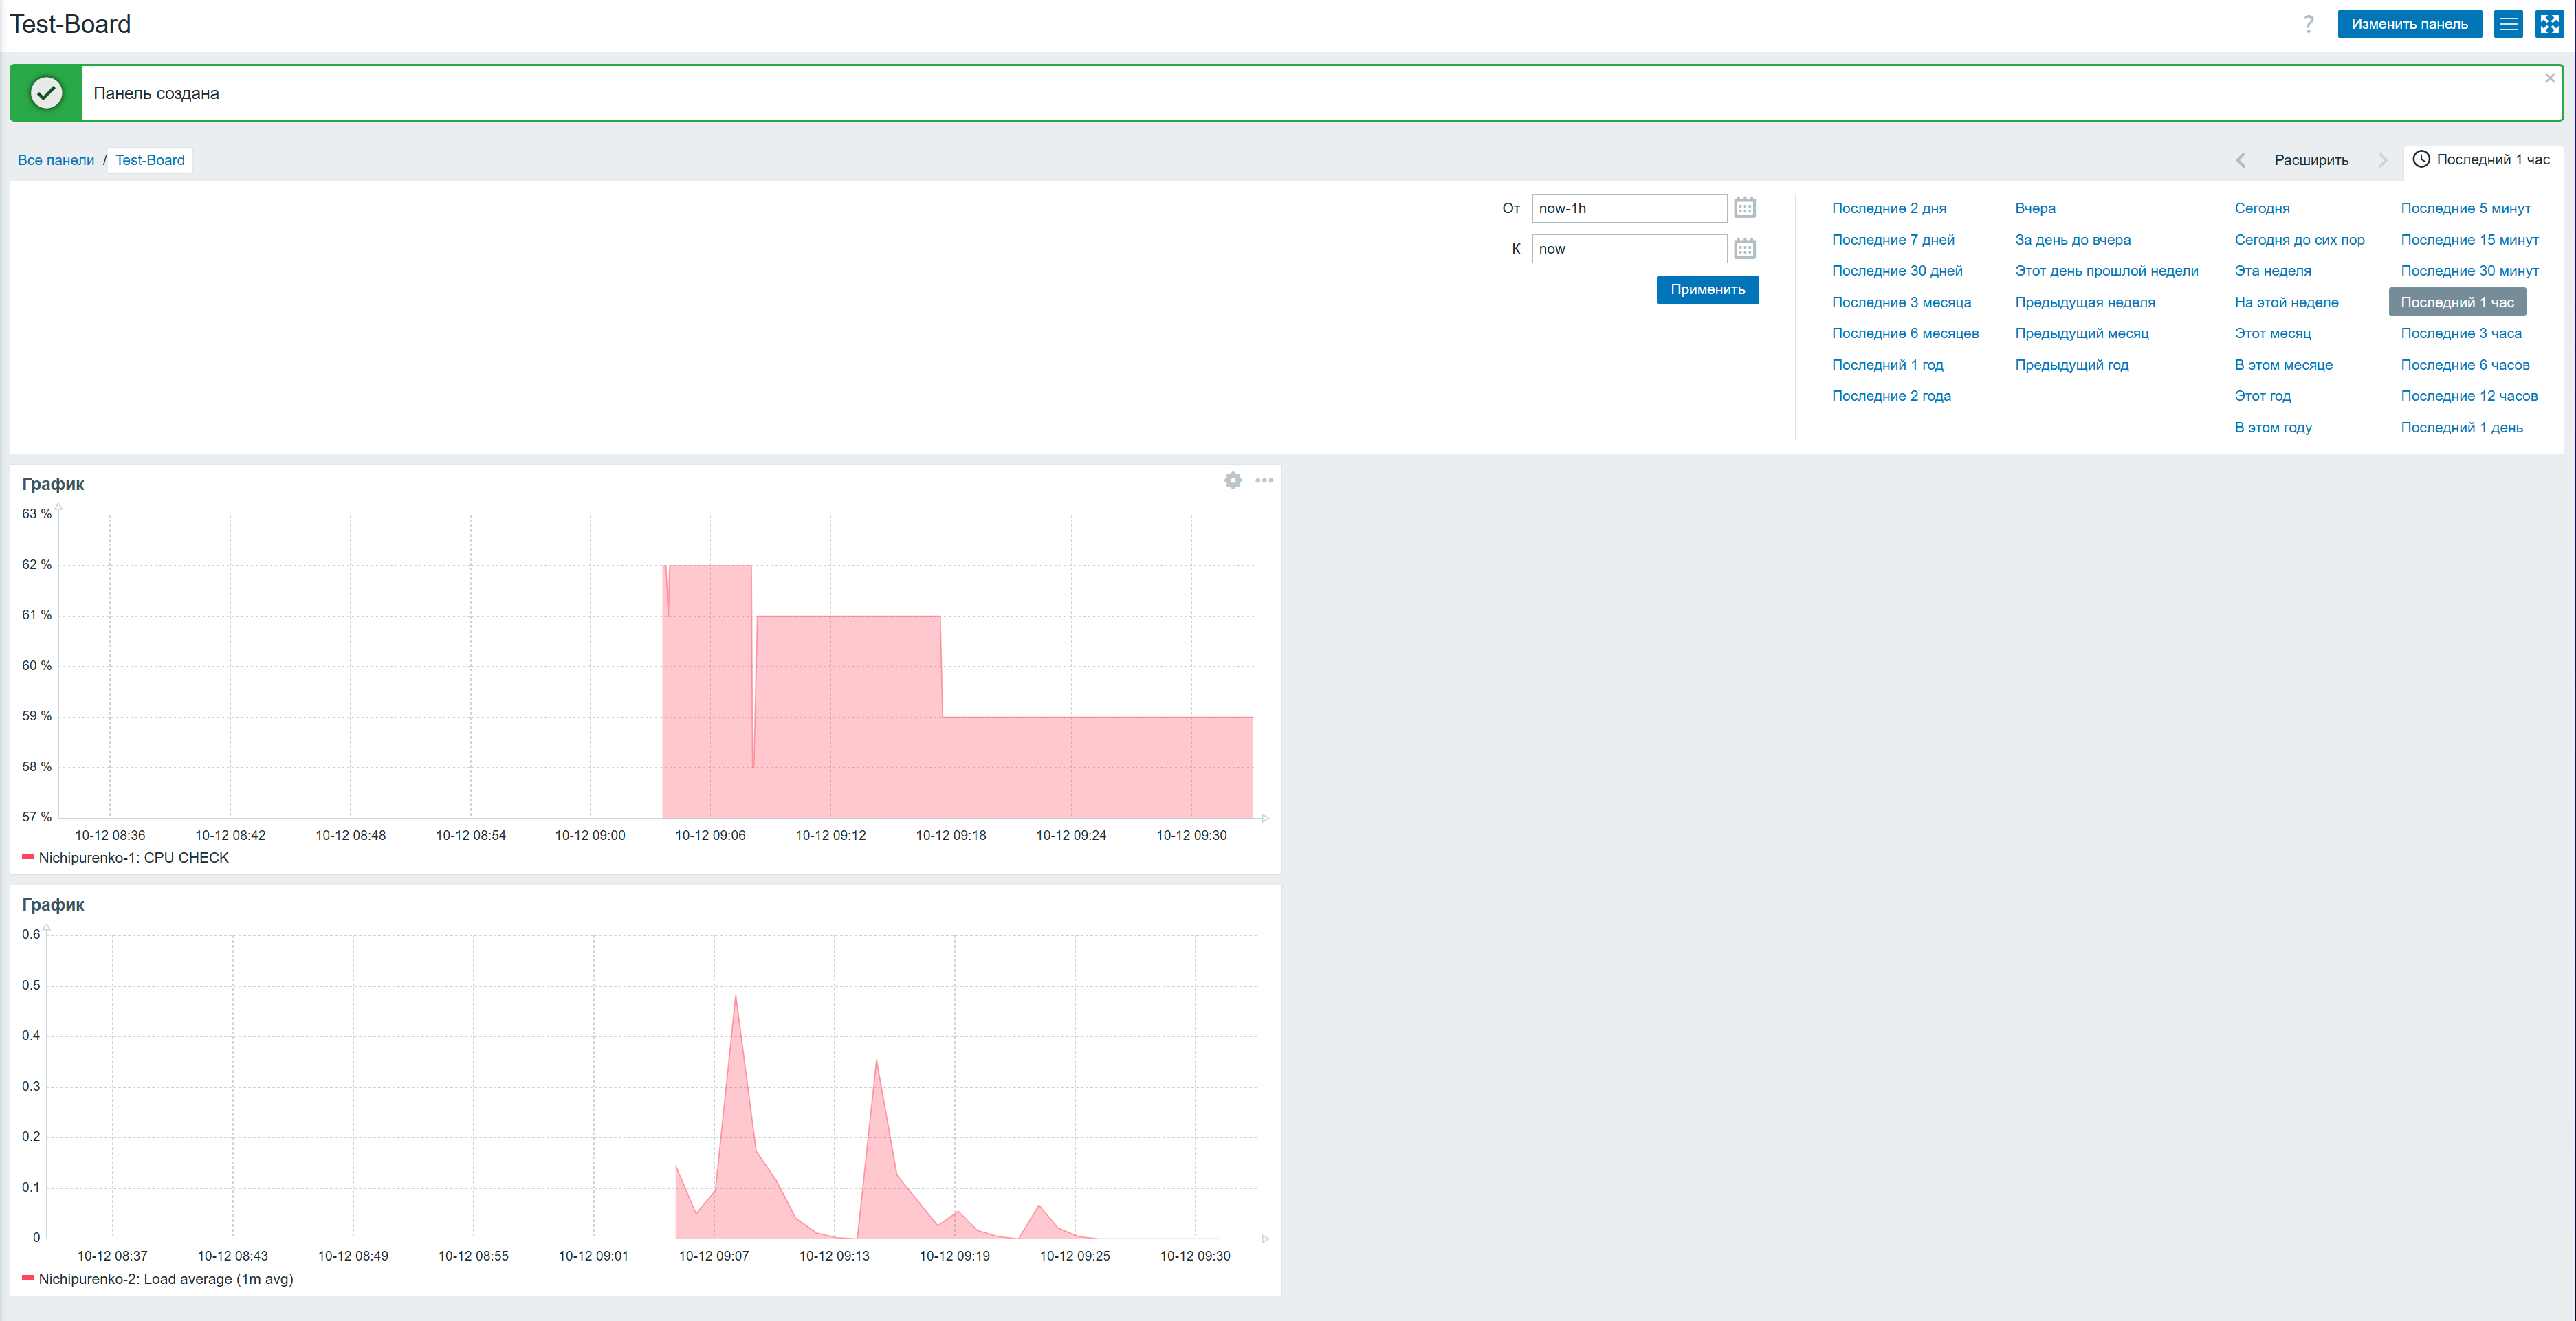 Test-Board
? Изменить панель
Панель создана
Все панели / Test-Board
Расширить
Последний 1 час
От now-1h
К now
Применить
Последние 2 дня
Последние 7 дней
Последние 30 дней
Последние 3 месяца
Последние 6 месяцев
Последний 1 год
Последние 2 года
Вчера
За день до вчера
Этот день прошлой недели
Предыдущая неделя
Предыдущий месяц
Предыдущий год
Сегодня
Сегодня до сих пор
Эта неделя
На этой неделе
Этот месяц
В этом месяце
Этот год
В этом году
Последние 5 минут
Последние 15 минут
Последние 30 минут
Последний 1 час
Последние 3 часа
Последние 6 часов
Последние 12 часов
Последний 1 день
График
63 %
62 %
61 %
60 %
59 %
58 %
57 %
10-12 08:36 10-12 08:42 10-12 08:48 10-12 08:54 10-12 09:00 10-12 09:06 10-12 09:12 10-12 09:18 10-12 09:24 10-12 09:30
Nichipurenko-1: CPU CHECK
График
0.6
0.5
0.4
0.3
0.2
0.1
0
10-12 08:37 10-12 08:43 10-12 08:49 10-12 08:55 10-12 09:01 10-12 09:07 10-12 09:13 10-12 09:19 10-12 09:25 10-12 09:30
Nichipurenko-2: Load average (1m avg)